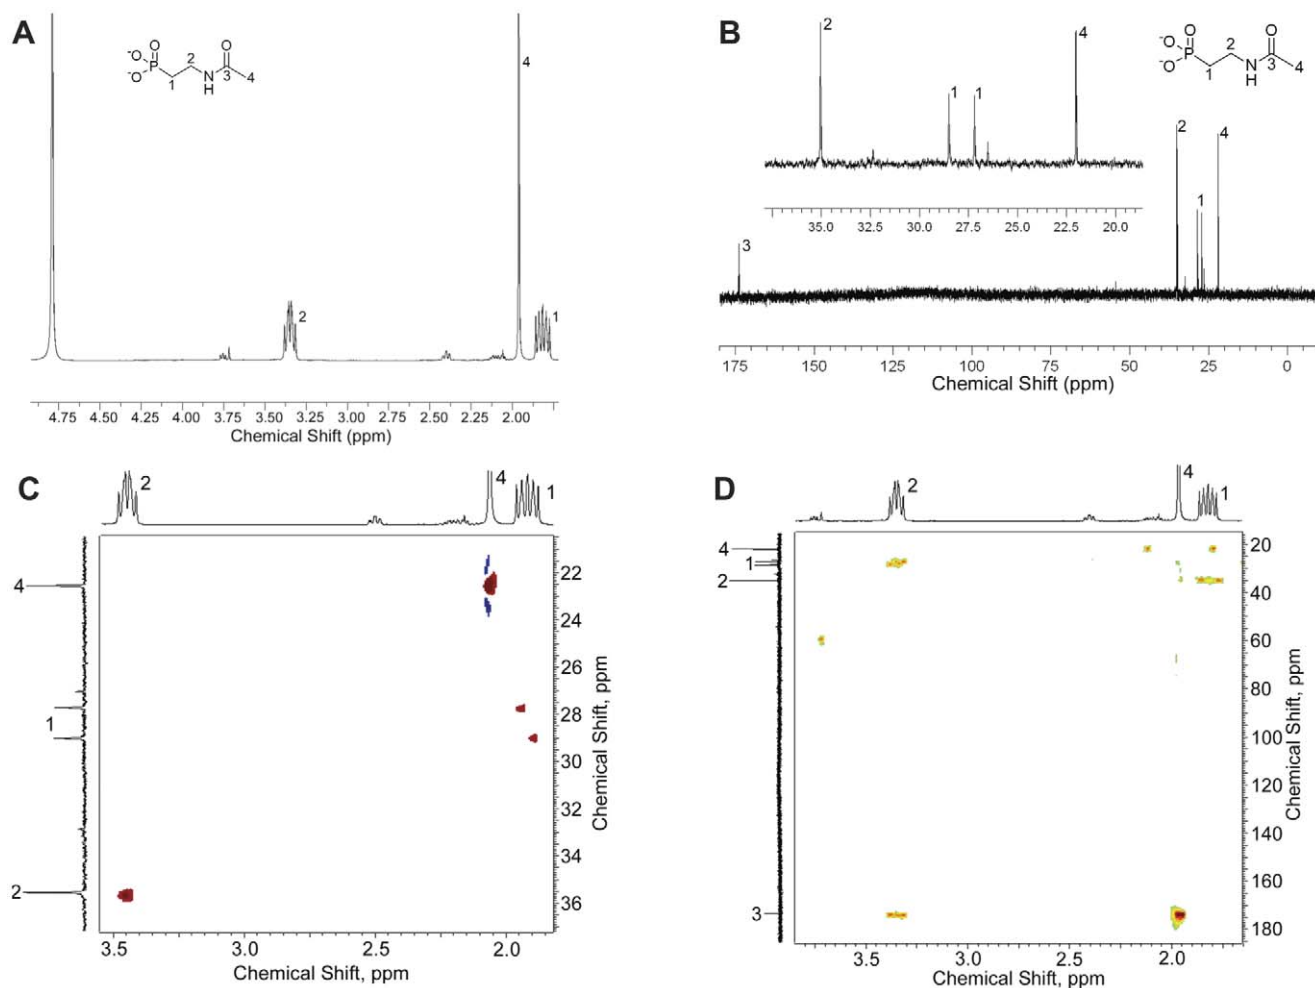 A
⁻O
O
P
⁻O
1
2
N
H
O
3
4
4
2
1
4.75 4.50 4.25 4.00 3.75 3.50 3.25 3.00 2.75 2.50 2.25 2.00
Chemical Shift (ppm)
B
2
1
1
4
35.0 32.5 30.0 27.5 25.0 22.5 20.0
⁻O
O
P
⁻O
1
2
N
H
O
3
4
3
2
1
4
175 150 125 100 75 50 25 0
Chemical Shift (ppm)
C
2
4
1
4
1
2
22
24
26
28
30
32
34
36
Chemical Shift, ppm
3.5 3.0 2.5 2.0
Chemical Shift, ppm
D
2
4
1
4
1
2
3
20
40
60
80
100
120
140
160
180
Chemical Shift, ppm
3.5 3.0 2.5 2.0
Chemical Shift, ppm